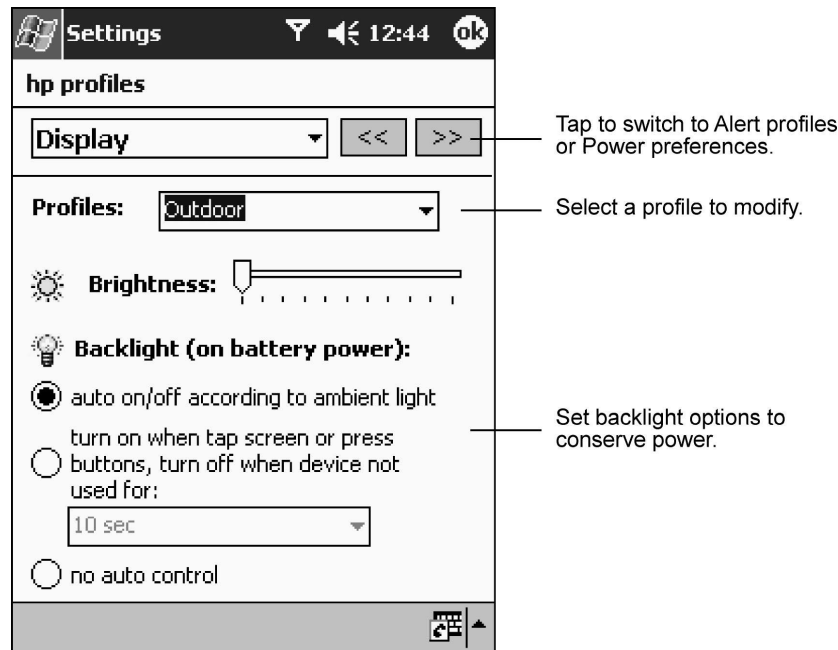 Settings 12:44 ok
hp profiles
Display << >>
Tap to switch to Alert profiles
or Power preferences.
Profiles: Outdoor
Select a profile to modify.
Brightness:
Backlight (on battery power):
auto on/off according to ambient light
turn on when tap screen or press
buttons, turn off when device not
used for:
10 sec
no auto control
Set backlight options to
conserve power.